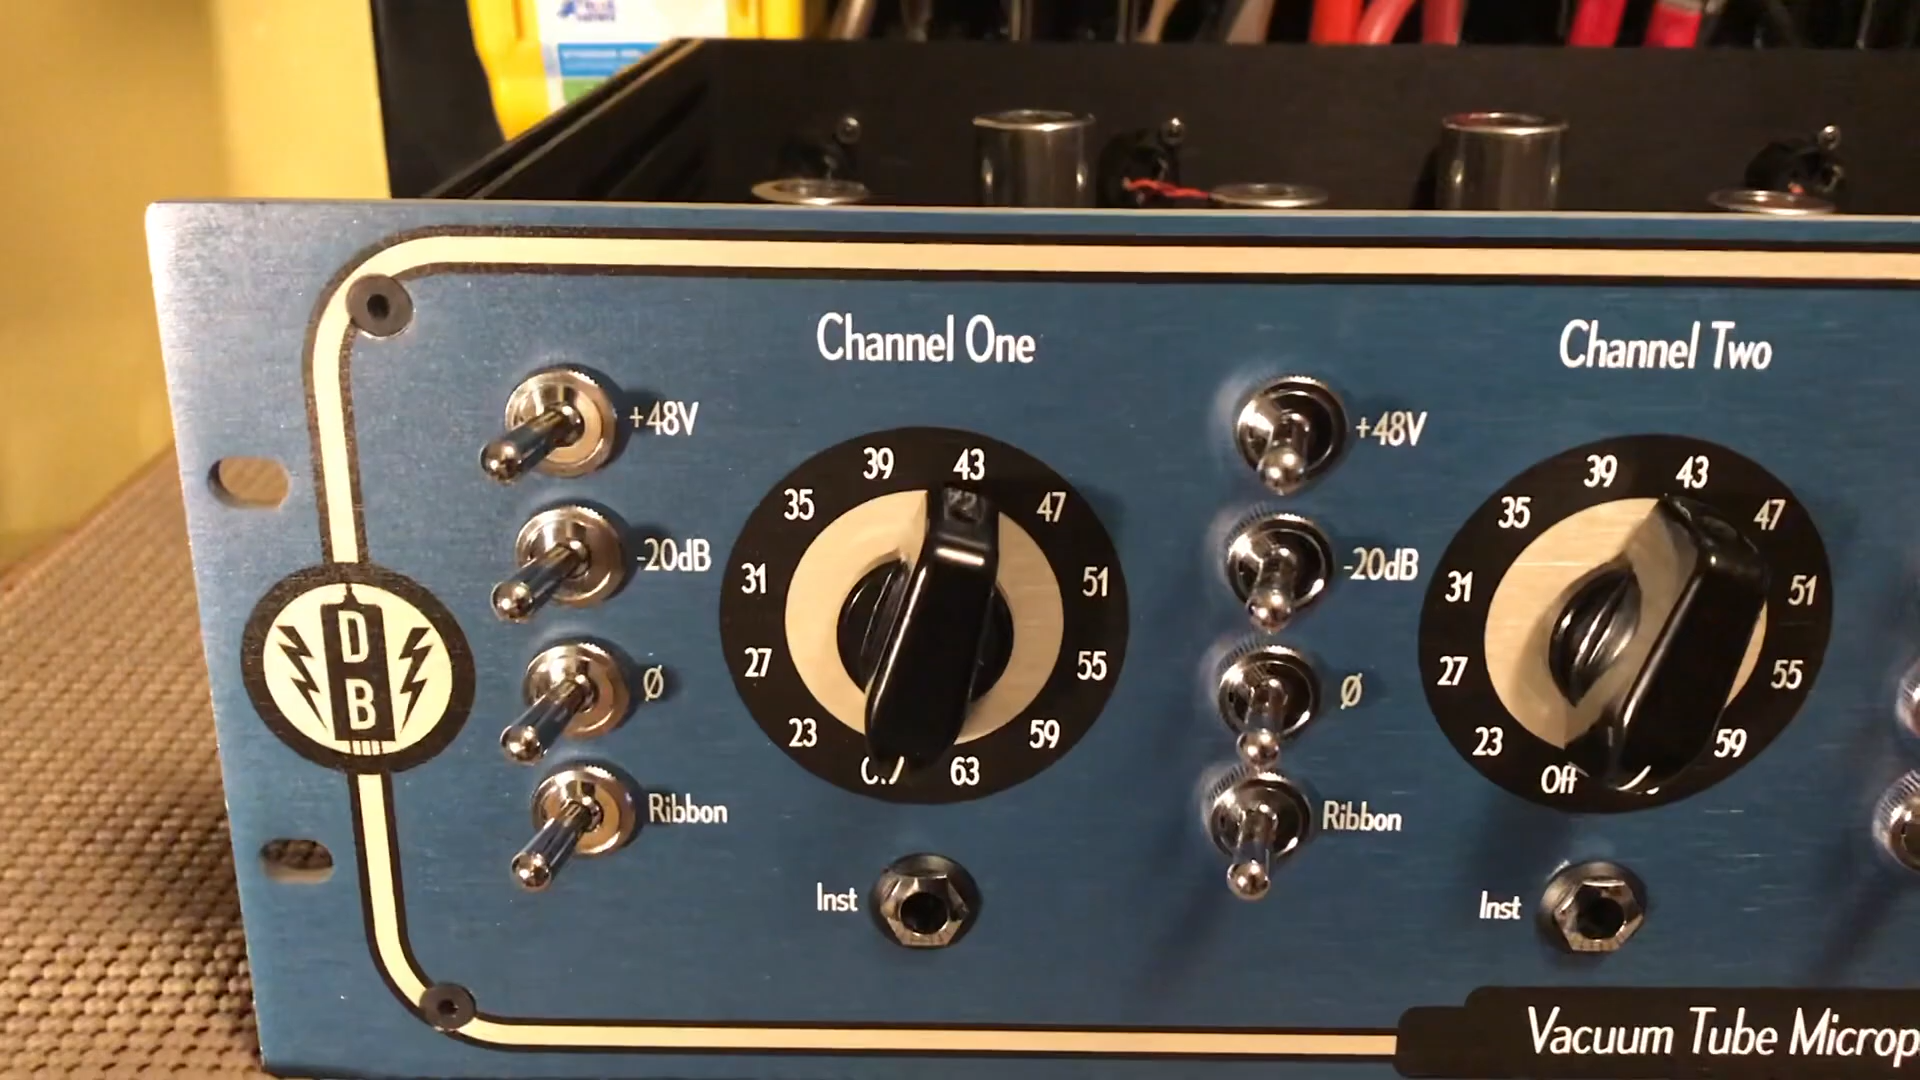 Channel One
+48V
-20dB
Ø
Ribbon
39
43
35
47
31
51
27
55
23
59
63
Inst
D
B
Channel Two
+48V
-20dB
Ø
Ribbon
39
43
35
47
31
51
27
55
23
59
Off
Inst
Vacuum Tube